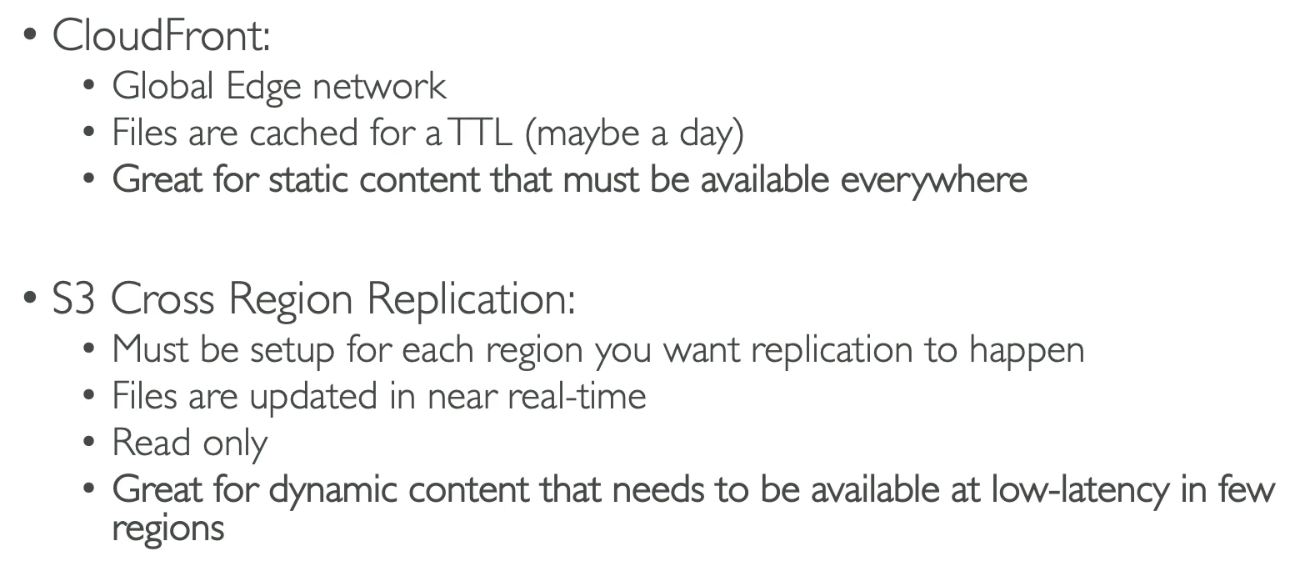 • CloudFront:
• Global Edge network
• Files are cached for a TTL (maybe a day)
• Great for static content that must be available everywhere
• S3 Cross Region Replication:
• Must be setup for each region you want replication to happen
• Files are updated in near real-time
• Read only
• Great for dynamic content that needs to be available at low-latency in few
regions